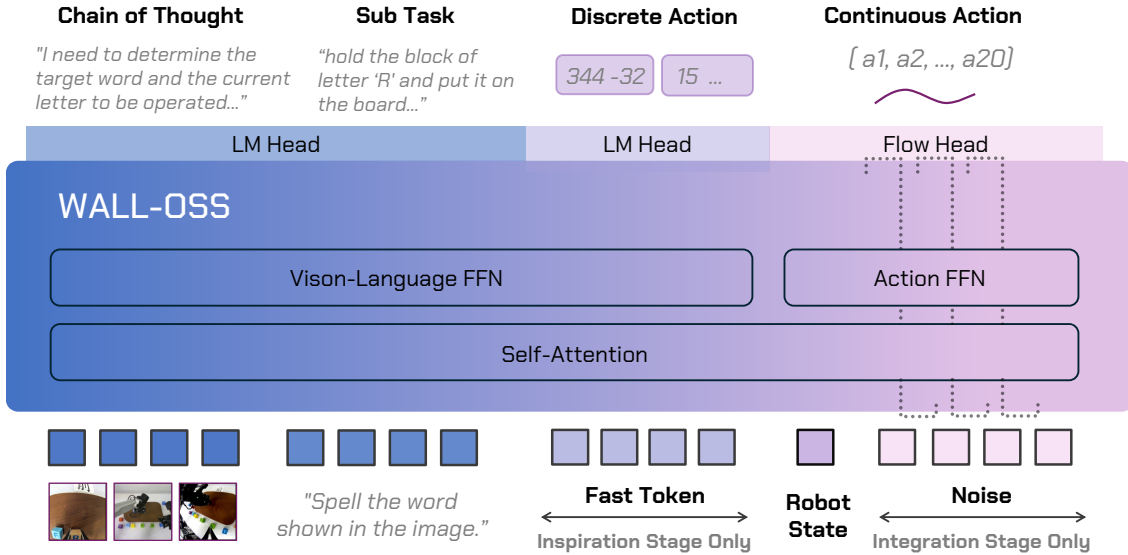 Chain of Thought
Sub Task
Discrete Action
Continuous Action
"I need to determine the
target word and the current
letter to be operated..."
“hold the block of
letter ‘R’ and put it on
the board...”
344 -32
15 ...
[ a1, a2, ..., a20]
LM Head
LM Head
Flow Head
WALL-OSS
Vison-Language FFN
Action FFN
Self-Attention
"Spell the word
shown in the image.”
Fast Token
Inspiration Stage Only
Robot
State
Noise
Integration Stage Only